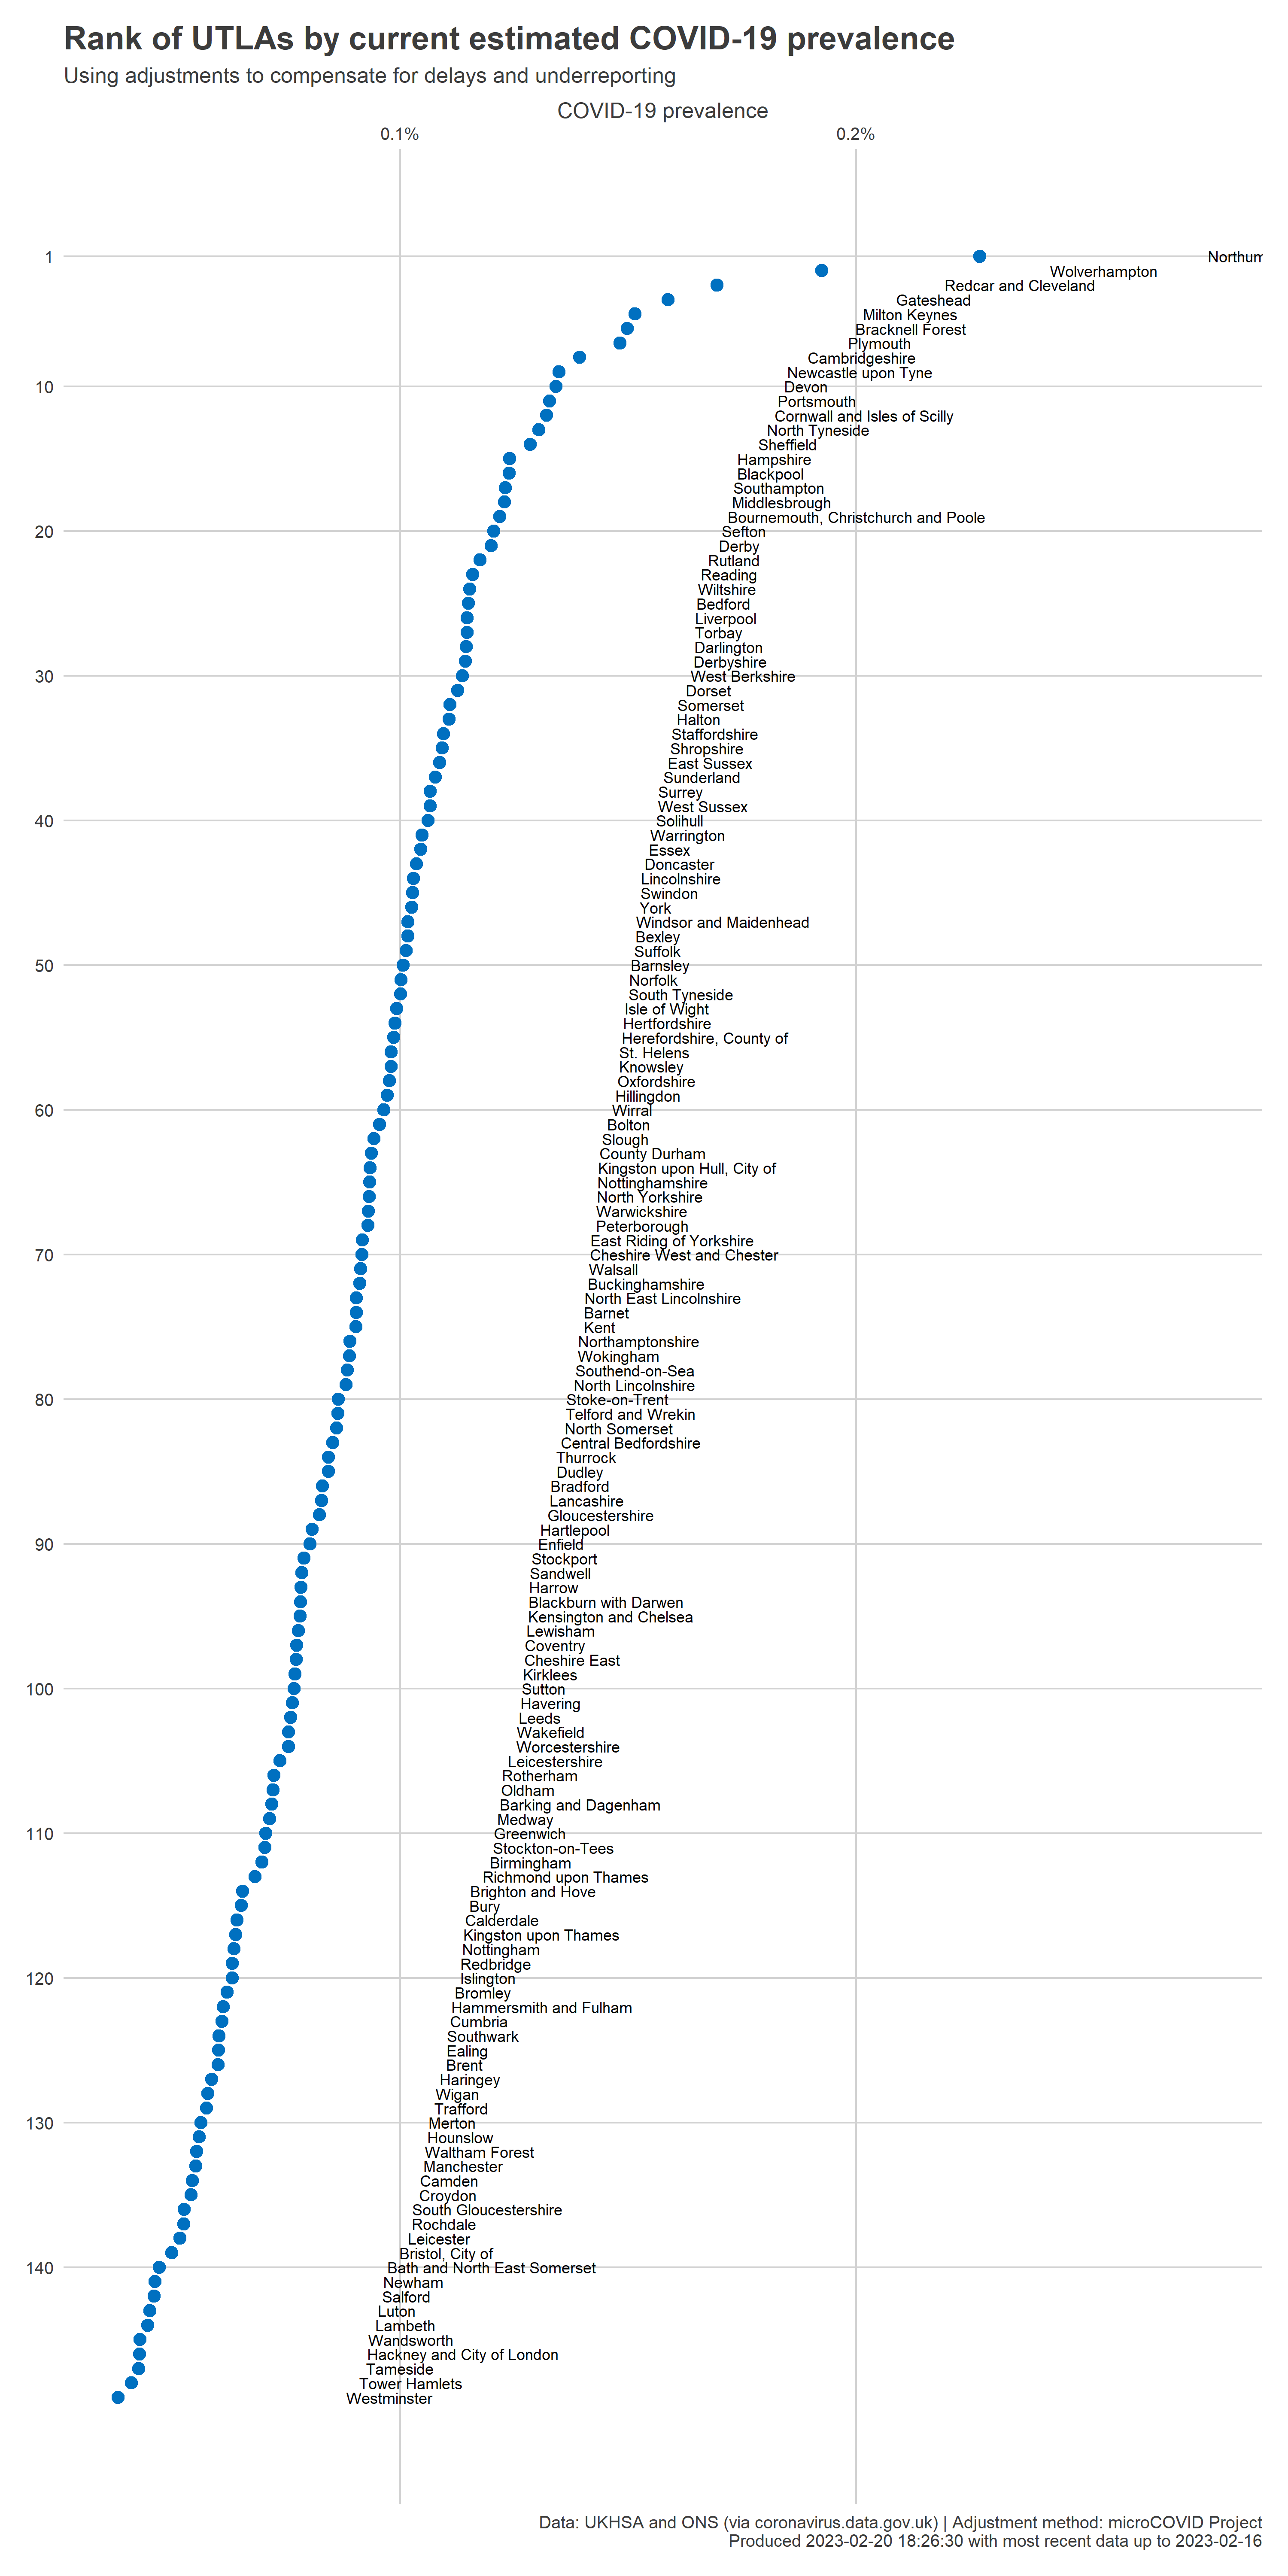 Rank of UTLAs by current estimated COVID-19 prevalence
Using adjustments to compensate for delays and underreporting
COVID-19 prevalence
0.1% 0.2%
1 Northum
Wolverhampton
Redcar and Cleveland
Gateshead
Milton Keynes
Bracknell Forest
Plymouth
Cambridgeshire
Newcastle upon Tyne
10 Devon
Portsmouth
Cornwall and Isles of Scilly
North Tyneside
Sheffield
Hampshire
Blackpool
Southampton
Middlesbrough
Bournemouth, Christchurch and Poole
20 Sefton
Derby
Rutland
Reading
Wiltshire
Bedford
Liverpool
Torbay
Darlington
Derbyshire
30 West Berkshire
Dorset
Somerset
Halton
Staffordshire
Shropshire
East Sussex
Sunderland
Surrey
West Sussex
40 Solihull
Warrington
Essex
Doncaster
Lincolnshire
Swindon
York
Windsor and Maidenhead
Bexley
Suffolk
50 Barnsley
Norfolk
South Tyneside
Isle of Wight
Hertfordshire
Herefordshire, County of
St. Helens
Knowsley
Oxfordshire
Hillingdon
60 Wirral
Bolton
Slough
County Durham
Kingston upon Hull, City of
Nottinghamshire
North Yorkshire
Warwickshire
Peterborough
East Riding of Yorkshire
70 Cheshire West and Chester
Walsall
Buckinghamshire
North East Lincolnshire
Barnet
Kent
Northamptonshire
Wokingham
Southend-on-Sea
North Lincolnshire
80 Stoke-on-Trent
Telford and Wrekin
North Somerset
Central Bedfordshire
Thurrock
Dudley
Bradford
Lancashire
Gloucestershire
Hartlepool
90 Enfield
Stockport
Sandwell
Harrow
Blackburn with Darwen
Kensington and Chelsea
Lewisham
Coventry
Cheshire East
Kirklees
100 Sutton
Havering
Leeds
Wakefield
Worcestershire
Leicestershire
Rotherham
Oldham
Barking and Dagenham
Medway
110 Greenwich
Stockton-on-Tees
Birmingham
Richmond upon Thames
Brighton and Hove
Bury
Calderdale
Kingston upon Thames
Nottingham
Redbridge
120 Islington
Bromley
Hammersmith and Fulham
Cumbria
Southwark
Ealing
Brent
Haringey
Wigan
Trafford
130 Merton
Hounslow
Waltham Forest
Manchester
Camden
Croydon
South Gloucestershire
Rochdale
Leicester
Bristol, City of
140 Bath and North East Somerset
Newham
Salford
Luton
Lambeth
Wandsworth
Hackney and City of London
Tameside
Tower Hamlets
Westminster
Data: UKHSA and ONS (via coronavirus.data.gov.uk) | Adjustment method: microCOVID Project
Produced 2023-02-20 18:26:30 with most recent data up to 2023-02-16